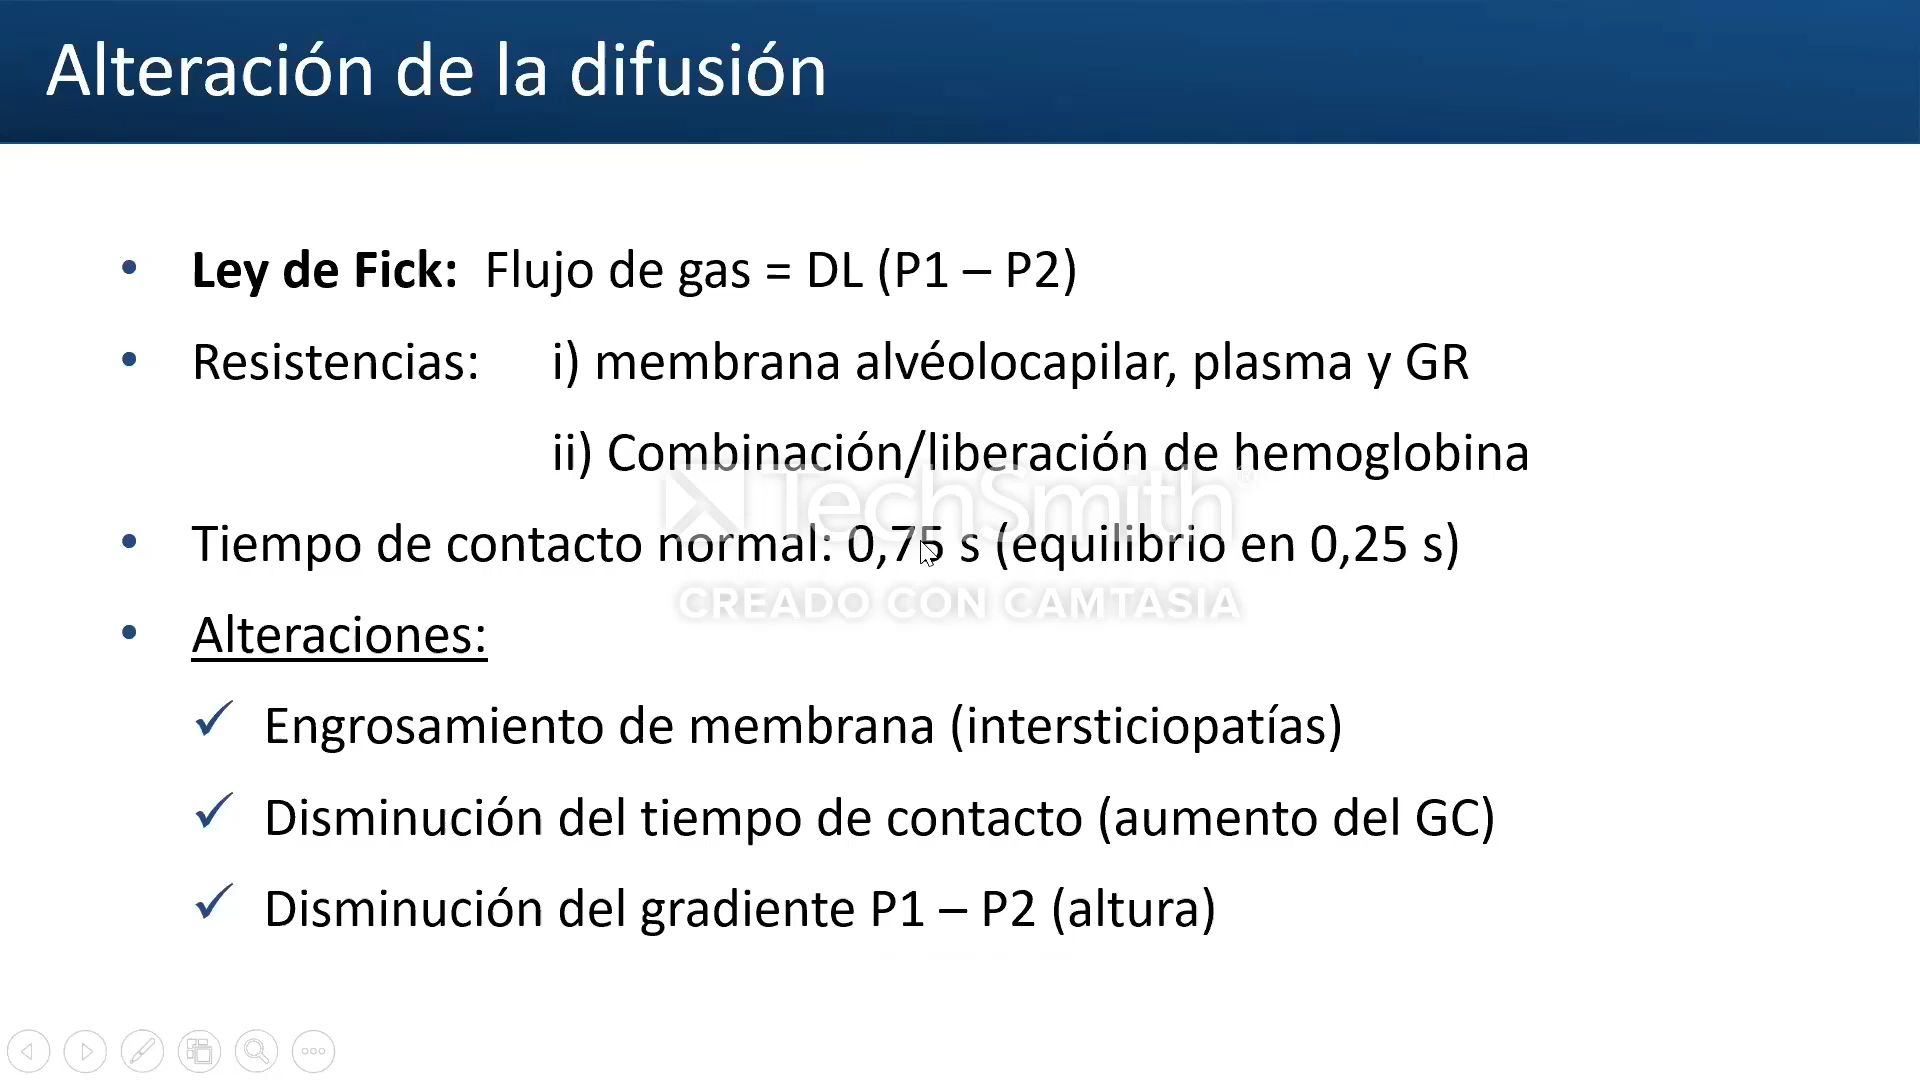 Alteración de la difusión
• Ley de Fick: Flujo de gas = DL (P1 – P2)
• Resistencias: i) membrana alvéolocapilar, plasma y GR
ii) Combinación/liberación de hemoglobina
TechSmith®
• Tiempo de contacto normal: 0,75 s (equilibrio en 0,25 s)
CREADO CON CAMTASIA
• Alteraciones:
✓ Engrosamiento de membrana (intersticiopatías)
✓ Disminución del tiempo de contacto (aumento del GC)
✓ Disminución del gradiente P1 – P2 (altura)